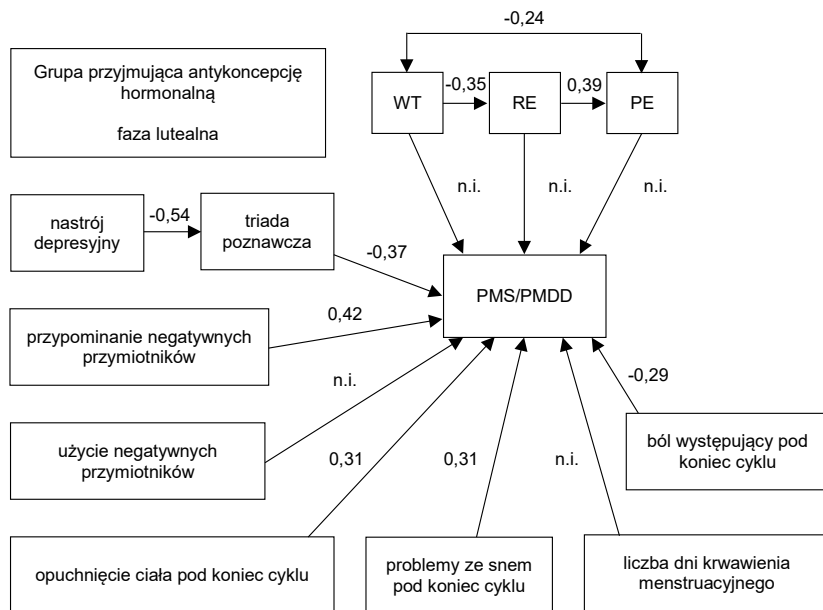 -0,24
Grupa przyjmująca antykoncepcję
hormonalną
faza lutealna
WT
-0,35
RE
0,39
PE
n.i.
n.i.
n.i.
nastrój
depresyjny
-0,54
triada
poznawcza
-0,37
PMS/PMDD
0,42
przypominanie negatywnych
przymiotników
n.i.
-0,29
użycie negatywnych
przymiotników
0,31
0,31
n.i.
ból występujący pod
koniec cyklu
opuchnięcie ciała pod koniec cyklu
problemy ze snem
pod koniec cyklu
liczba dni krwawienia
menstruacyjnego